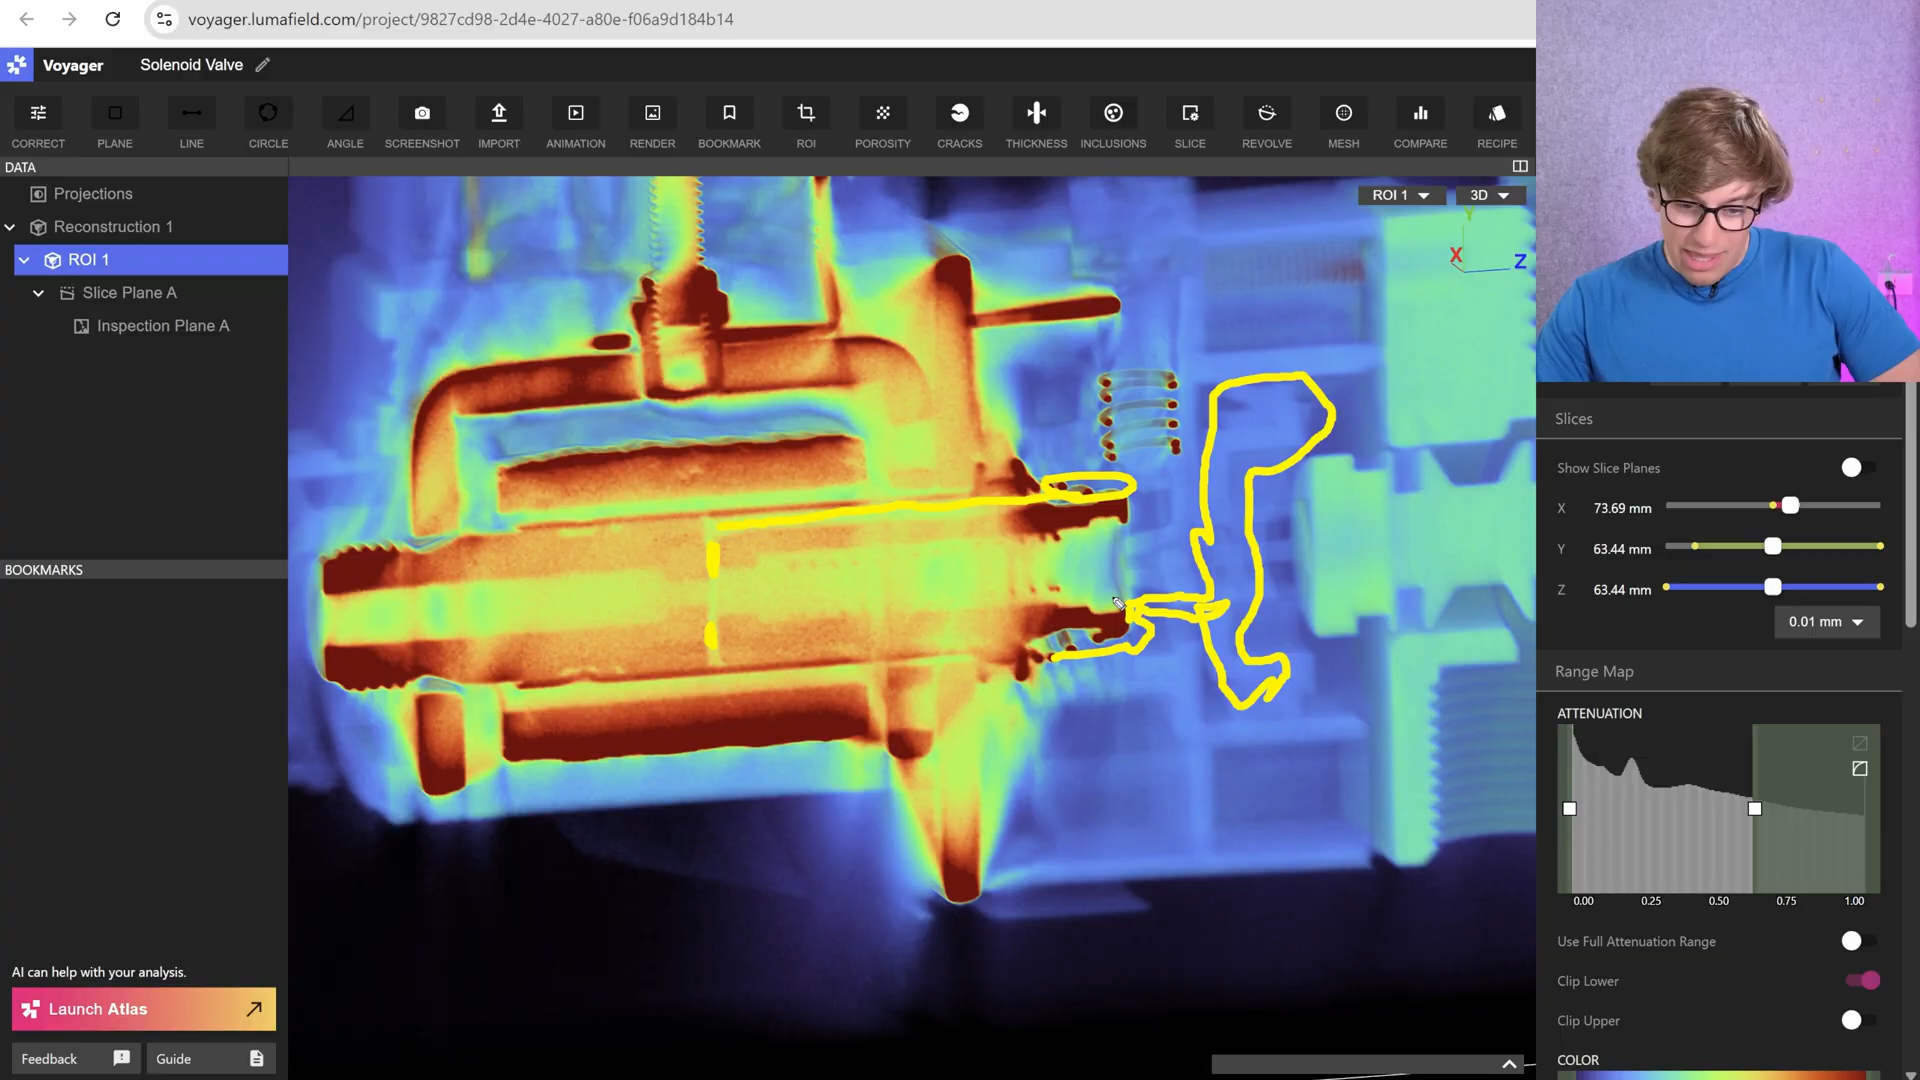 voyager.lumafield.com/project/9827cd98-2d4e-4027-a80e-f06a9d184b14
Voyager
Solenoid Valve
CORRECT
PLANE
LINE
CIRCLE
ANGLE
SCREENSHOT
IMPORT
ANIMATION
RENDER
BOOKMARK
ROI
POROSITY
CRACKS
THICKNESS
INCLUSIONS
SLICE
REVOLVE
MESH
COMPARE
RECIPE
DATA
Projections
Reconstruction 1
ROI 1
Slice Plane A
Inspection Plane A
BOOKMARKS
AI can help with your analysis.
Launch Atlas
Feedback
Guide
ROI 1
3D
Y
X
Z
Slices
Show Slice Planes
X 73.69 mm
Y 63.44 mm
Z 63.44 mm
0.01 mm
Range Map
ATTENUATION
0.00 0.25 0.50 0.75 1.00
Use Full Attenuation Range
Clip Lower
Clip Upper
COLOR